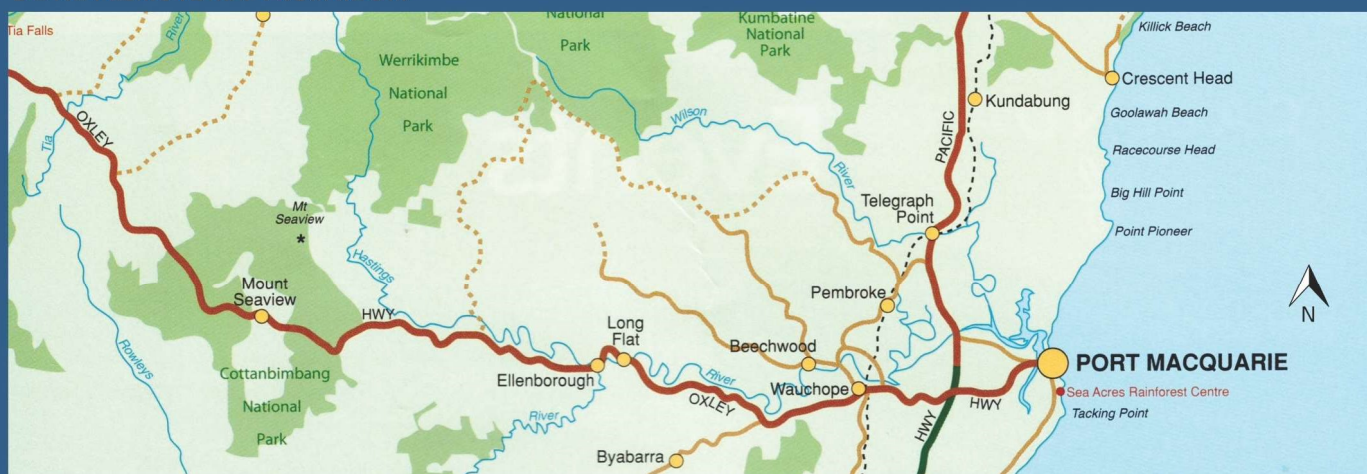 Tia Falls
River
National
Park
Kumbatine
National
Park
Killick Beach
Werrikimbe
National
Park
Crescent Head
Kundabung
Goolawah Beach
OXLEY
Tia
Wilson
River
PACIFIC
Racecourse Head
Big Hill Point
Mt
Seaview
*
Telegraph
Point
Point Pioneer
Hastings
Mount
Seaview
Pembroke
N
HWY
Long
Flat
Beechwood
Rowleys
PORT MACQUARIE
Cottanbimbang
National
Park
Ellenborough
River
OXLEY
Wauchope
HWY
HWY
Sea Acres Rainforest Centre
Tacking Point
River
Byabarra